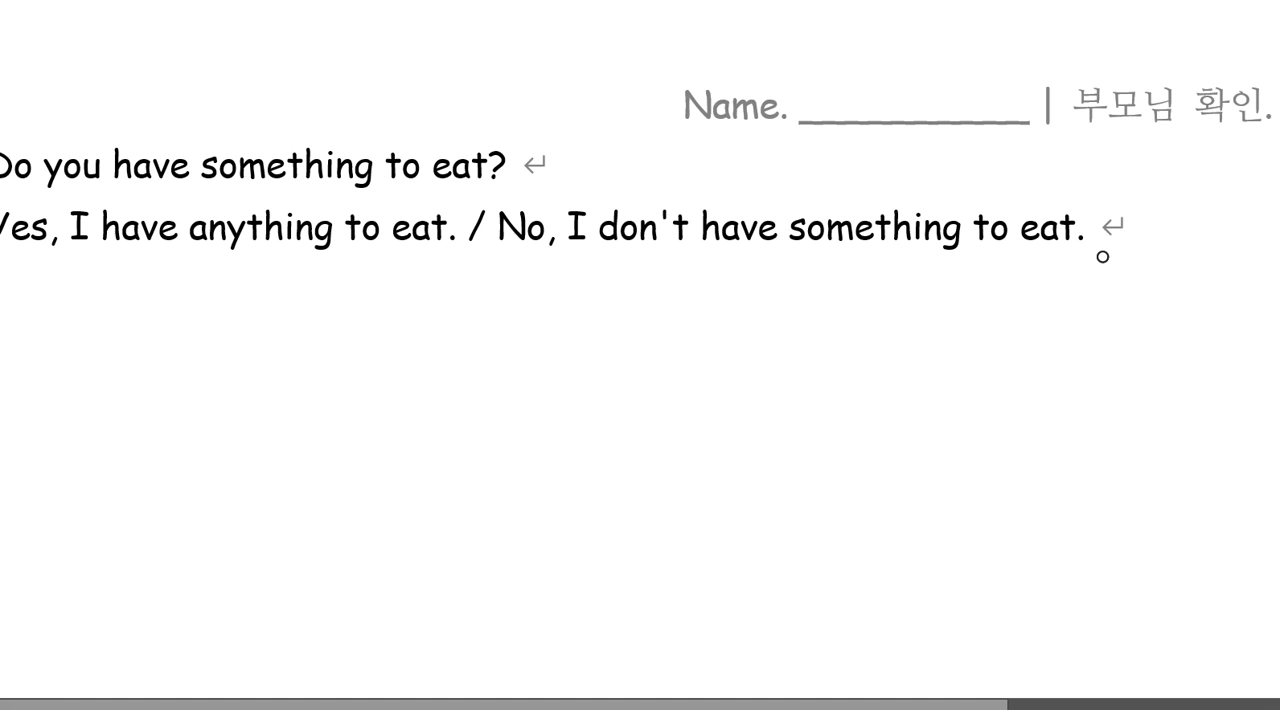 Name. __________ | 부모님 확인.
Do you have something to eat? ↵
Yes, I have anything to eat. / No, I don't have something to eat. ↵